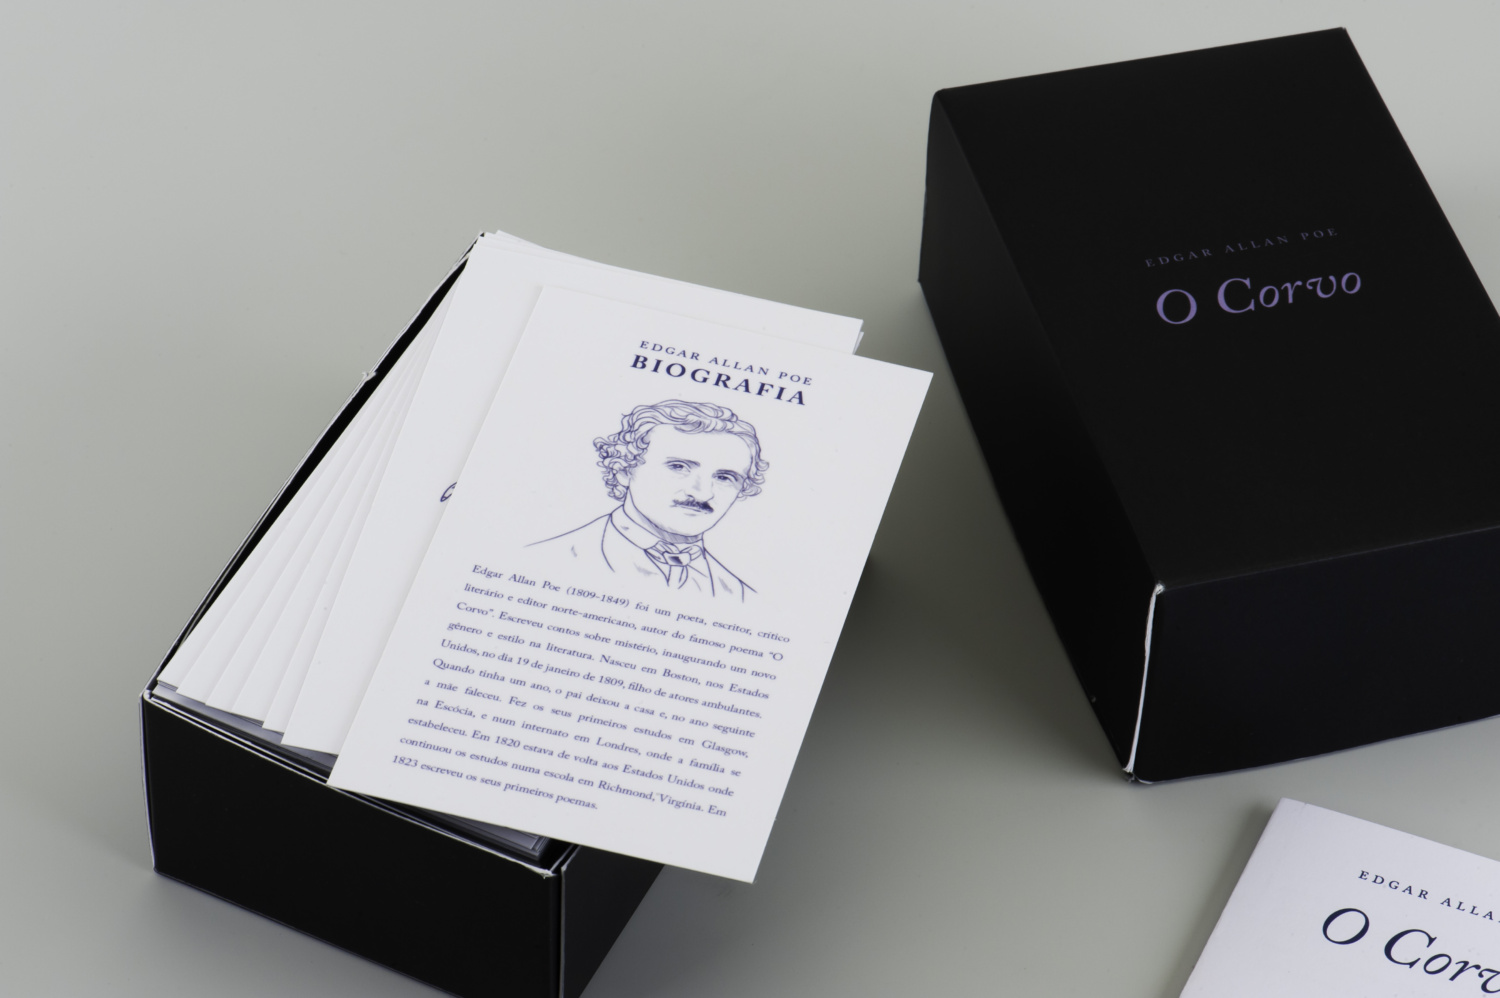 EDGAR ALLAN POE
O Corvo
EDGAR ALLAN POE
BIOGRAFIA
Edgar Allan Poe (1809-1849) foi um poeta, escritor, crítico
literário e editor norte-americano, autor do famoso poema "O
Corvo". Escreveu contos sobre mistério, inaugurando um novo
gênero e estilo na literatura. Nasceu em Boston, nos Estados
Unidos, no dia 19 de janeiro de 1809, filho de atores ambulantes.
Quando tinha um ano, o pai deixou a casa e, no ano seguinte
a mãe faleceu. Fez os seus primeiros estudos em Glasgow,
na Escócia, e num internato em Londres, onde a família se
estabeleceu. Em 1820 estava de volta aos Estados Unidos onde
continuou os estudos numa escola em Richmond, Virgínia. Em
1823 escreveu os seus primeiros poemas.
EDGAR ALLA
O Corv